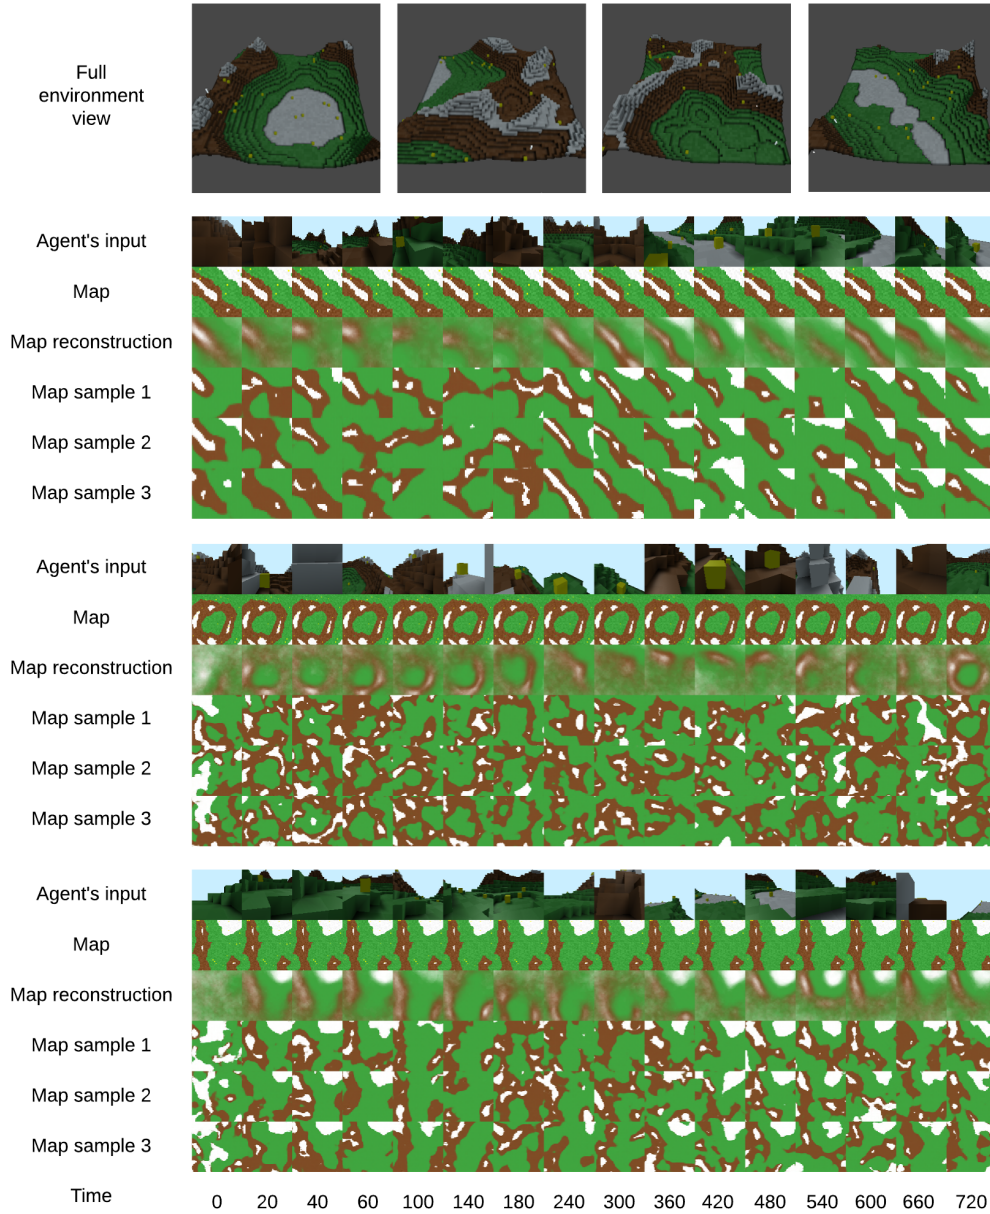 Full
environment
view
Agent's input
Map
Map reconstruction
Map sample 1
Map sample 2
Map sample 3
Agent's input
Map
Map reconstruction
Map sample 1
Map sample 2
Map sample 3
Agent's input
Map
Map reconstruction
Map sample 1
Map sample 2
Map sample 3
Time 0 20 40 60 100 140 180 240 300 360 420 480 540 600 660 720